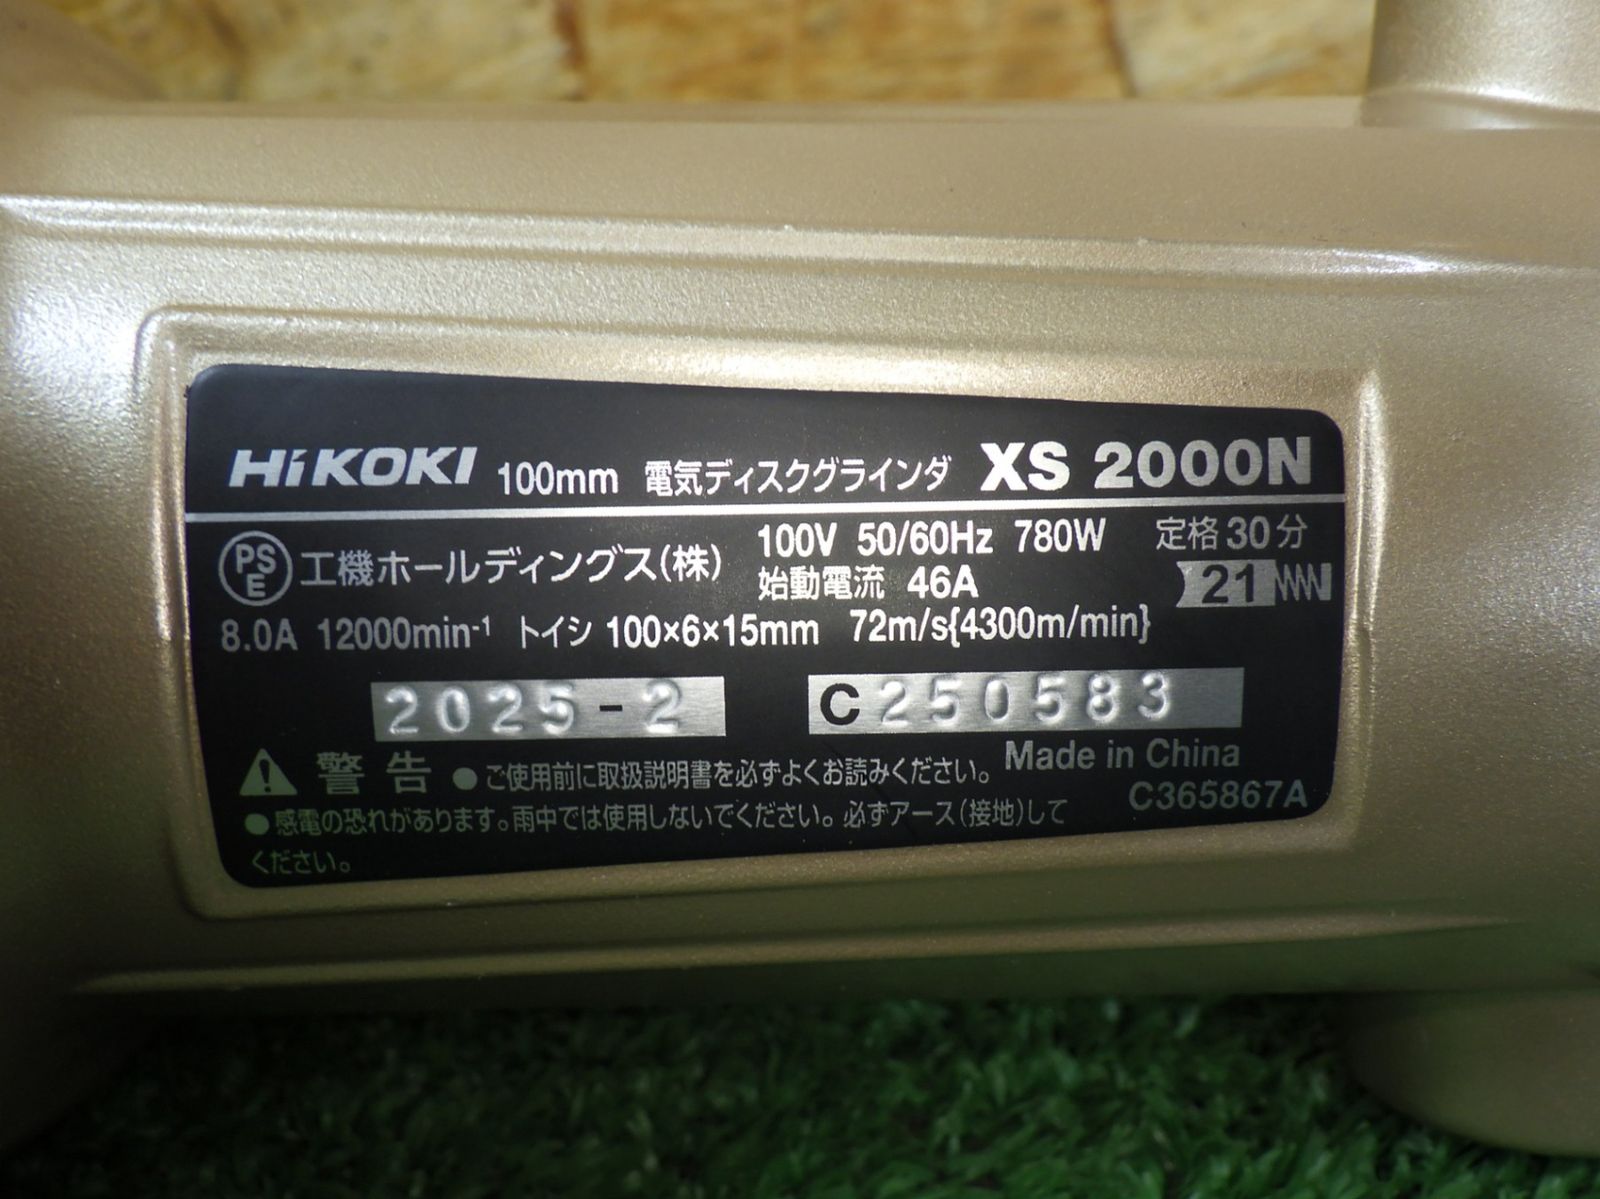 HiKOKI 100mm 電気ディスクグラインダ XS 2000N
PSE 工機ホールディングス(株) 100V 50/60Hz 780W 定格30分
始動電流 46A 21
8.0A 12000min-1 トイシ 100×6×15mm 72m/s{4300m/min}
2025-2 C250583
Made in China
警告 ●ご使用前に取扱説明書を必ずよくお読みください。
C365867A
●感電の恐れがあります。雨中では使用しないでください。必ずアース(接地)して
ください。